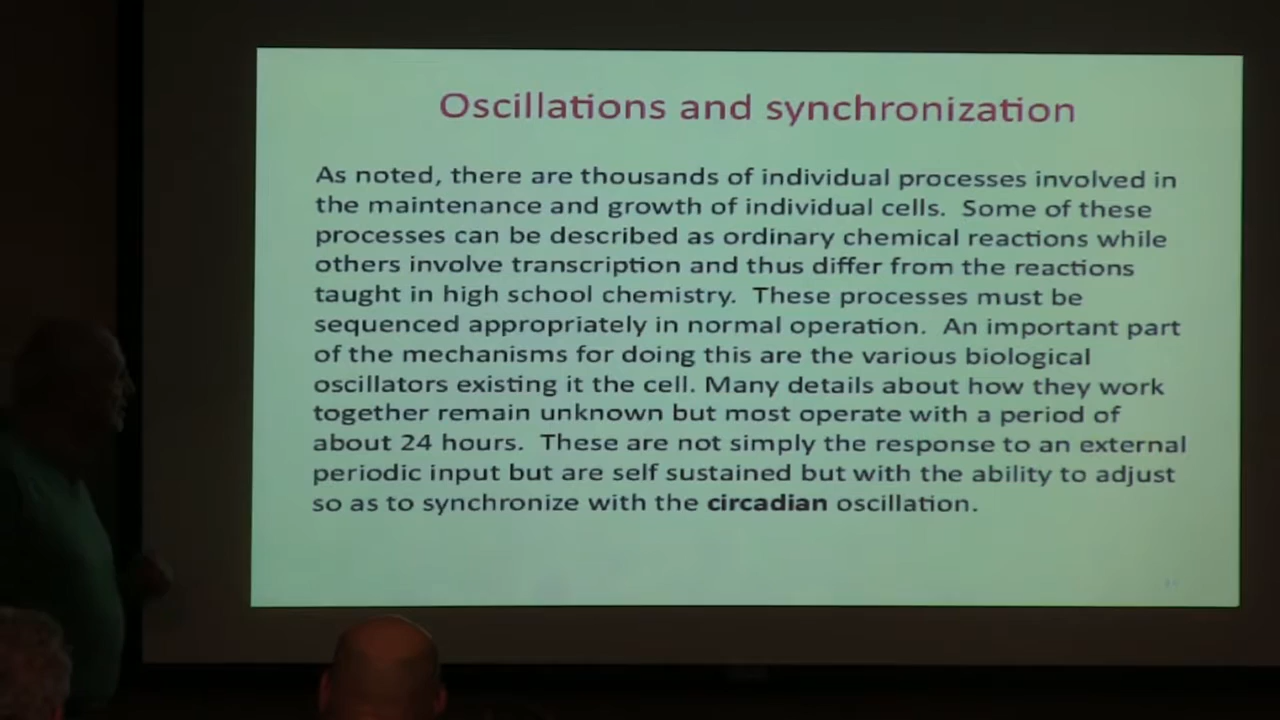 Oscillations and synchronization
As noted, there are thousands of individual processes involved in
the maintenance and growth of individual cells.  Some of these
processes can be described as ordinary chemical reactions while
others involve transcription and thus differ from the reactions
taught in high school chemistry.  These processes must be
sequenced appropriately in normal operation.  An important part
of the mechanisms for doing this are the various biological
oscillators existing it the cell. Many details about how they work
together remain unknown but most operate with a period of
about 24 hours.  These are not simply the response to an external
periodic input but are self sustained but with the ability to adjust
so as to synchronize with the circadian oscillation.